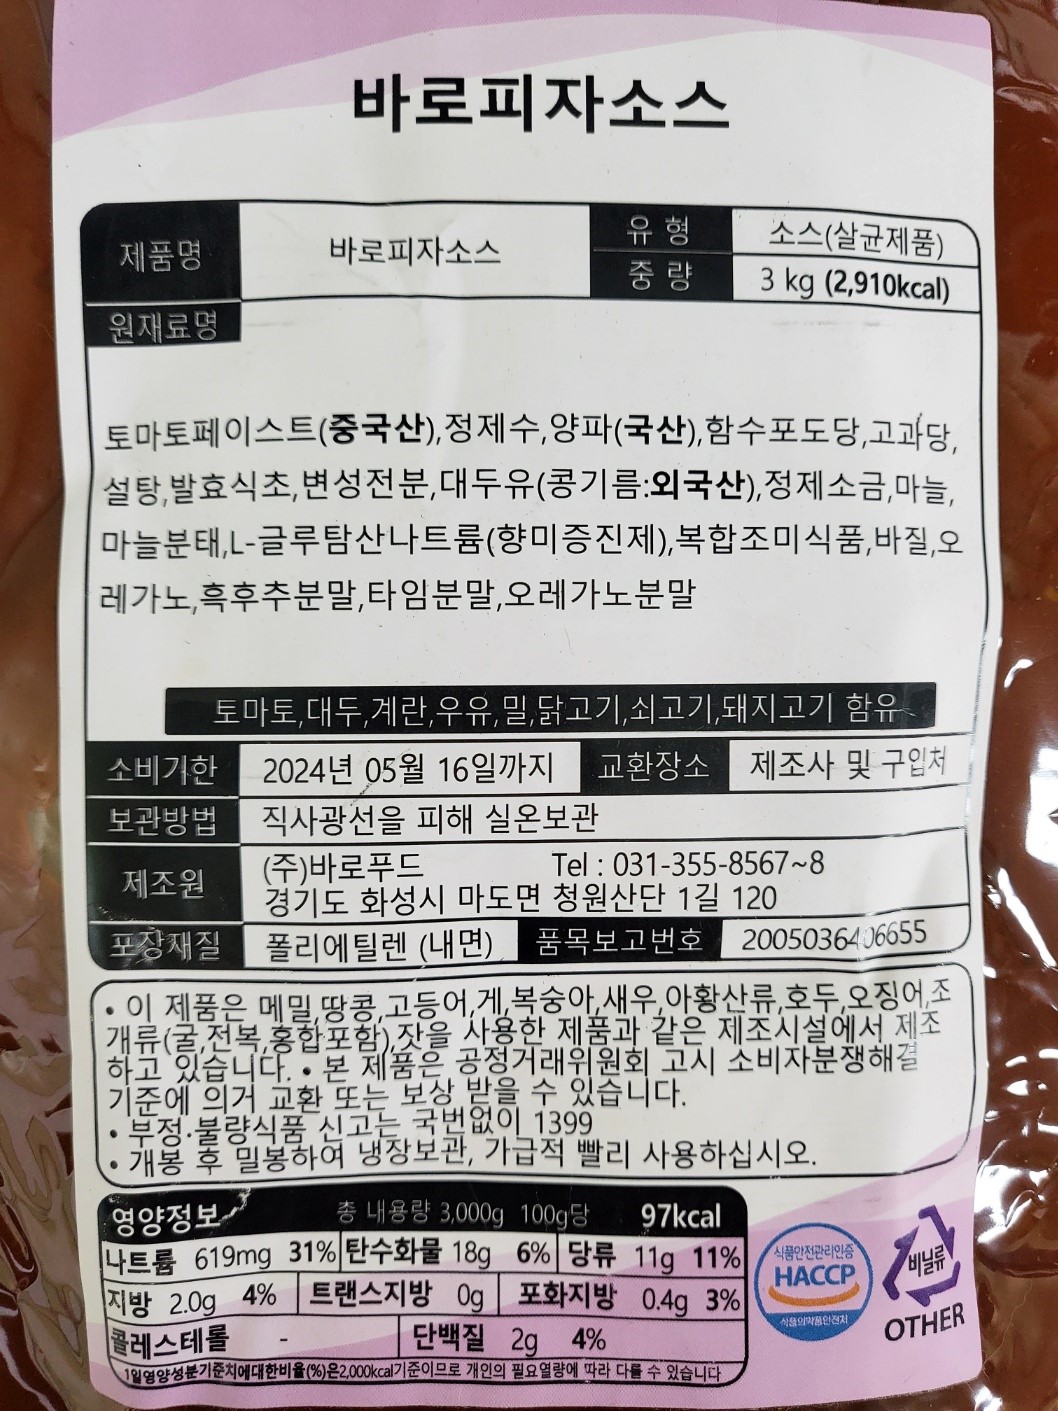 바로피자소스
제품명 바로피자소스 유 형 소스(살균제품)
중 량 3 kg (2,910kcal)
원재료명
토마토페이스트(중국산),정제수,양파(국산),함수포도당,고과당,
설탕,발효식초,변성전분,대두유(콩기름:외국산),정제소금,마늘,
마늘분태,L-글루탐산나트륨(향미증진제),복합조미식품,바질,오
레가노,흑후추분말,타임분말,오레가노분말
토마토,대두,계란,우유,밀,닭고기,쇠고기,돼지고기 함유
소비기한 2024년 05월 16일까지 교환장소 제조사 및 구입처
보관방법 직사광선을 피해 실온보관
제조원 (주)바로푸드 Tel : 031-355-8567~8
경기도 화성시 마도면 청원산단 1길 120
포장재질 폴리에틸렌 (내면) 품목보고번호 2005036406655
• 이 제품은 메밀,땅콩,고등어,게,복숭아,새우,아황산류,호두,오징어,조
개류(굴,전복,홍합포함),잣을 사용한 제품과 같은 제조시설에서 제조
하고 있습니다. • 본 제품은 공정거래위원회 고시 소비자분쟁해결
기준에 의거 교환 또는 보상 받을 수 있습니다.
• 부정·불량식품 신고는 국번없이 1399
• 개봉 후 밀봉하여 냉장보관, 가급적 빨리 사용하십시오.
영양정보 총 내용량 3,000g 100g당 97kcal
나트륨 619mg 31% 탄수화물 18g 6% 당류 11g 11%
지방 2.0g 4% 트랜스지방 0g 포화지방 0.4g 3%
콜레스테롤 - 단백질 2g 4%
1일영양성분기준치에대한비율(%)은2,000kcal기준이므로 개인의 필요열량에 따라 다를 수 있습니다
식품안전관리인증
HACCP
식품의약품안전처
비닐류
OTHER